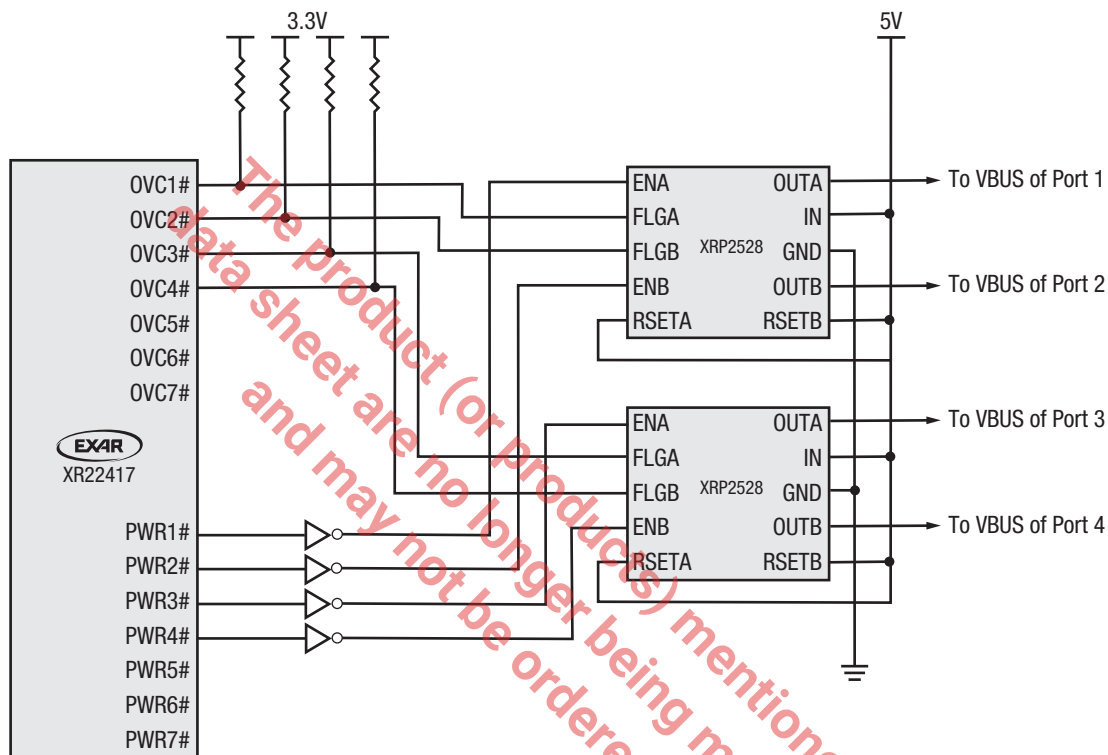 3.3V
5V
OVC1#
OVC2#
OVC3#
OVC4#
OVC5#
OVC6#
OVC7#
EXAR
XR22417
PWR1#
PWR2#
PWR3#
PWR4#
PWR5#
PWR6#
PWR7#
ENA
FLGA
FLGB
ENB
RSETA
XRP2528
OUTA
IN
GND
OUTB
RSETB
To VBUS of Port 1
To VBUS of Port 2
ENA
FLGA
FLGB
ENB
RSETA
XRP2528
OUTA
IN
GND
OUTB
RSETB
To VBUS of Port 3
To VBUS of Port 4
The product (or products) mentione
data sheet are no longer being m
and may not be ordere